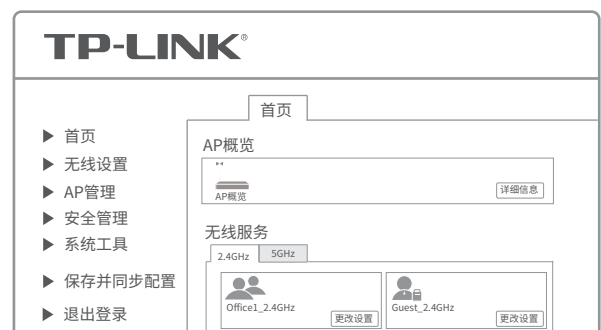 TP-LINK®
首页
▶ 首页
▶ 无线设置
▶ AP管理
▶ 安全管理
▶ 系统工具
▶ 保存并同步配置
▶ 退出登录
AP概览
AP概览
详细信息
无线服务
2.4GHz
5GHz
Office1_2.4GHz
更改设置
Guest_2.4GHz
更改设置